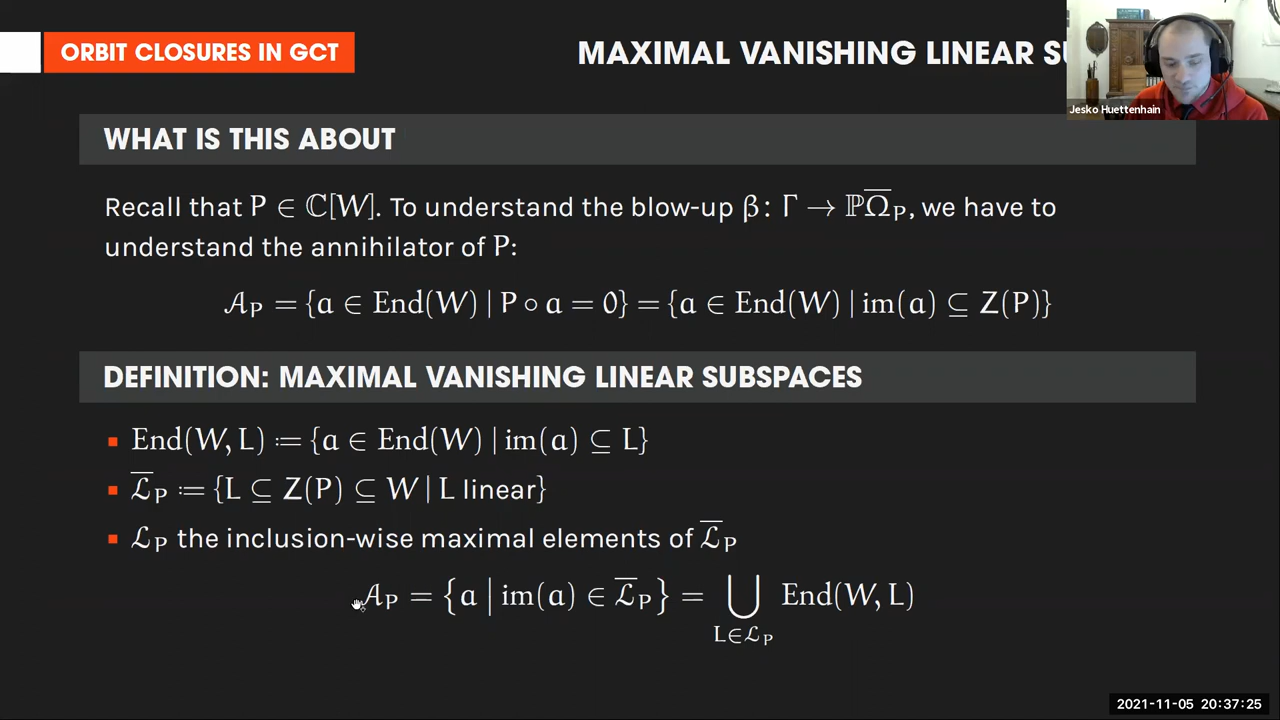 ORBIT CLOSURES IN GCT
MAXIMAL VANISHING LINEAR SU
Jesko Huettenhain
WHAT IS THIS ABOUT
Recall that P ∈ ℂ[W]. To understand the blow-up β: Γ → ℙΩ̅_P, we have to
understand the annihilator of P:
𝒜_P = {a ∈ End(W) | P ∘ a = 0} = {a ∈ End(W) | im(a) ⊆ Z(P)}
DEFINITION: MAXIMAL VANISHING LINEAR SUBSPACES
▪ End(W, L) ≔ {a ∈ End(W) | im(a) ⊆ L}
▪ ℒ̅_P ≔ {L ⊆ Z(P) ⊆ W | L linear}
▪ ℒ_P the inclusion-wise maximal elements of ℒ̅_P
𝒜_P = {a | im(a) ∈ ℒ̅_P} = ⋃_{L∈ℒ_P} End(W, L)
2021-11-05 20:37:25